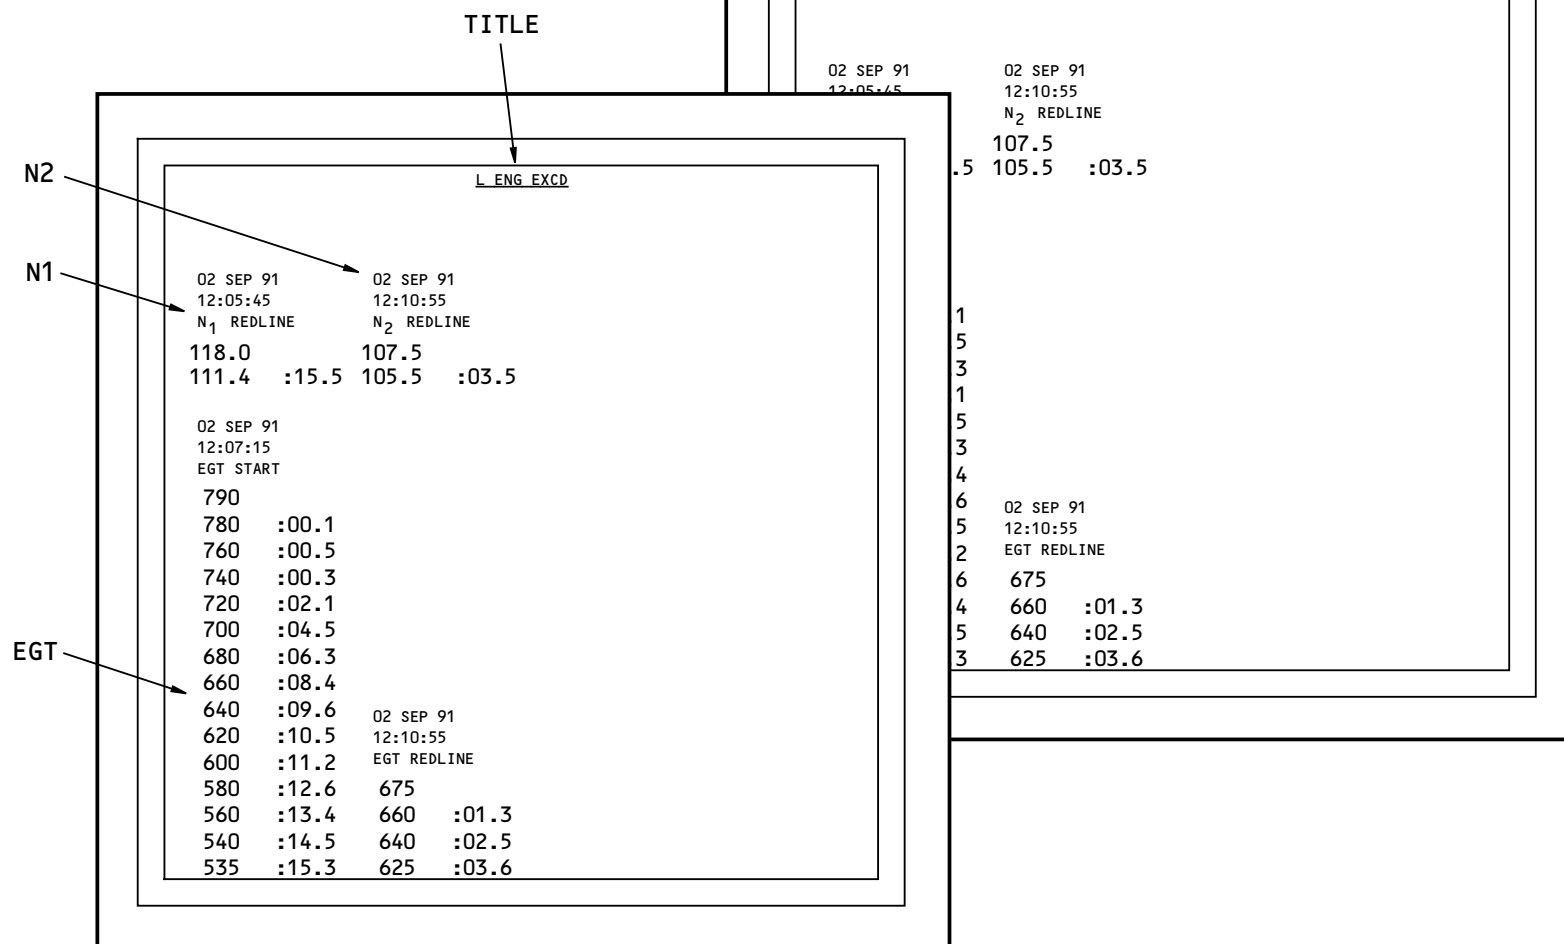 TITLE
02 SEP 91 02 SEP 91
12:05:45 12:10:55
N2 REDLINE
107.5
.5 105.5 :03.5
N2
L ENG EXCD
N1
02 SEP 91 02 SEP 91
12:05:45 12:10:55
N1 REDLINE N2 REDLINE
118.0 107.5
111.4 :15.5 105.5 :03.5
02 SEP 91
12:07:15
EGT START
790
780 :00.1
760 :00.5
740 :00.3
720 :02.1
700 :04.5
680 :06.3
EGT
660 :08.4
640 :09.6
620 :10.5
600 :11.2
580 :12.6
560 :13.4
540 :14.5
535 :15.3
02 SEP 91
12:10:55
EGT REDLINE
675
660 :01.3
640 :02.5
625 :03.6
1
5
3
1
5
3
4
6
5
2
6
4
5
3
02 SEP 91
12:10:55
EGT REDLINE
675
660 :01.3
640 :02.5
625 :03.6